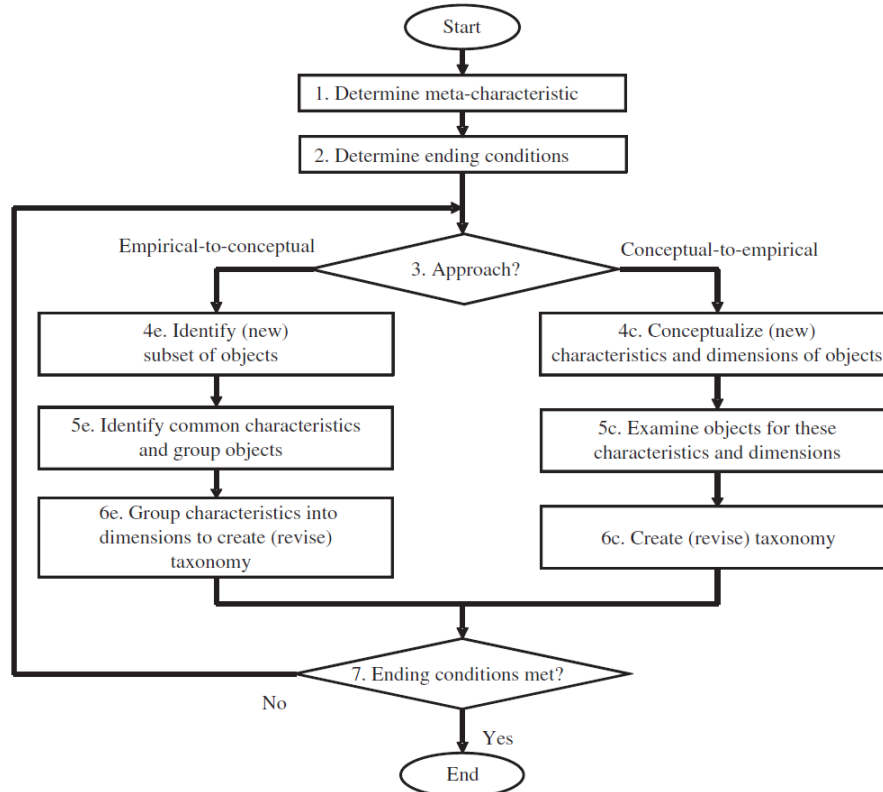 Start
1. Determine meta-characteristic
2. Determine ending conditions
Empirical-to-conceptual
Conceptual-to-empirical
3. Approach?
4e. Identify (new)
subset of objects
4c. Conceptualize (new)
characteristics and dimensions of objects
5e. Identify common characteristics
and group objects
5c. Examine objects for these
characteristics and dimensions
6e. Group characteristics into
dimensions to create (revise)
taxonomy
6c. Create (revise) taxonomy
7. Ending conditions met?
No
Yes
End